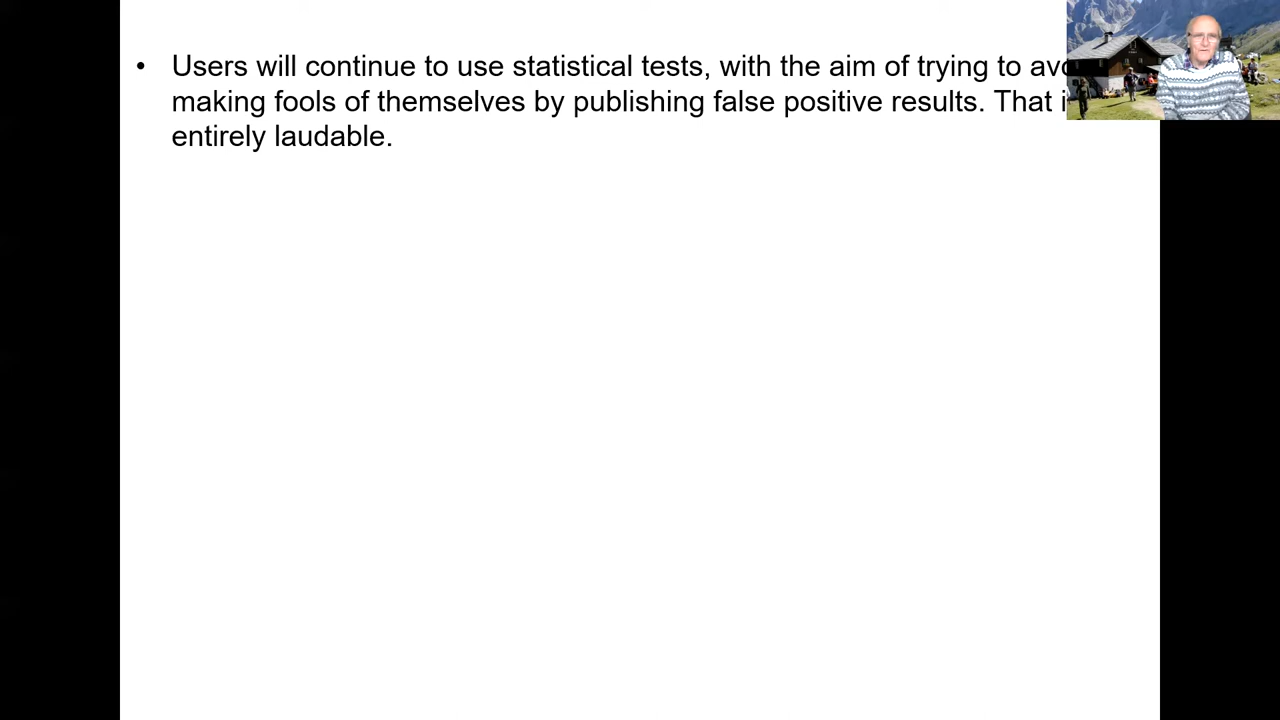 • Users will continue to use statistical tests, with the aim of trying to
making fools of themselves by publishing false positive results. That
entirely laudable.